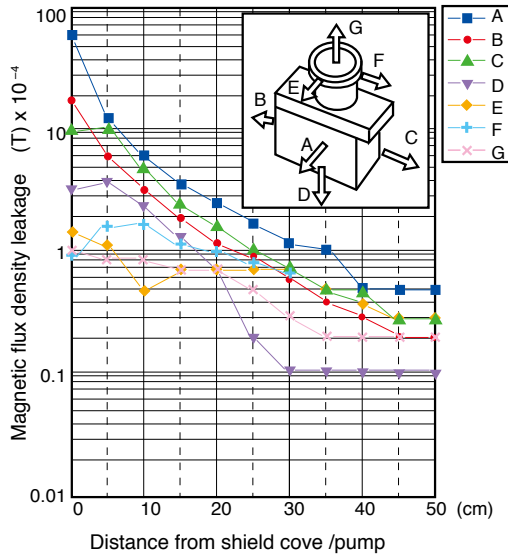 Magnetic flux density leakage (T) x 10⁻⁴
100
10
1
0.1
0.01
0
10
20
30
40
50
(cm)
Distance from shield cove /pump
G
F
E
B
A
C
D
A
B
C
D
E
F
G